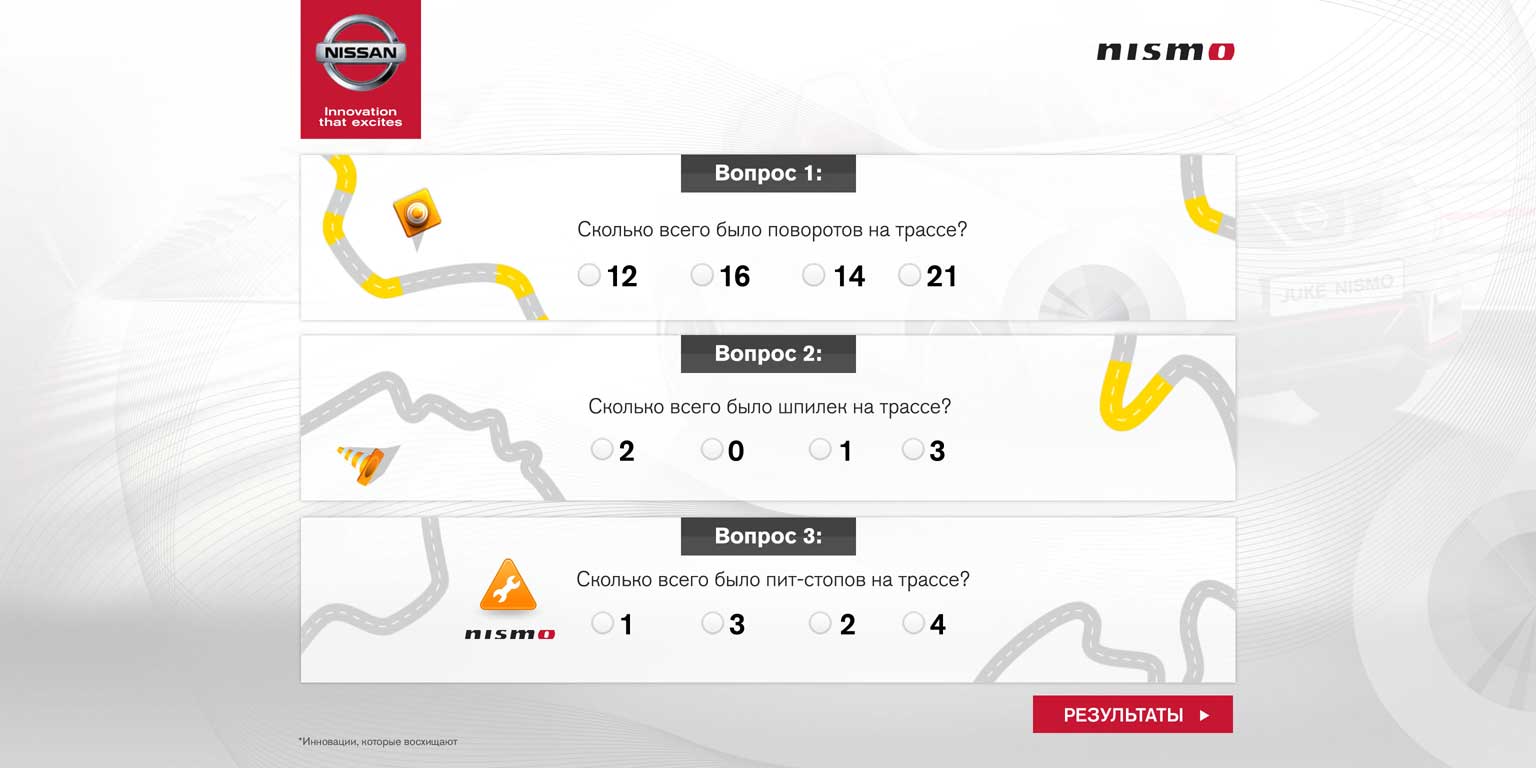 NISSAN
Innovation
that excites
nismo
Вопрос 1:
Сколько всего было поворотов на трассе?
12 16 14 21
JUKE NISMO
Вопрос 2:
Сколько всего было шпилек на трассе?
2 0 1 3
Вопрос 3:
Сколько всего было пит-стопов на трассе?
nismo
1 3 2 4
РЕЗУЛЬТАТЫ
*Инновации, которые восхищают